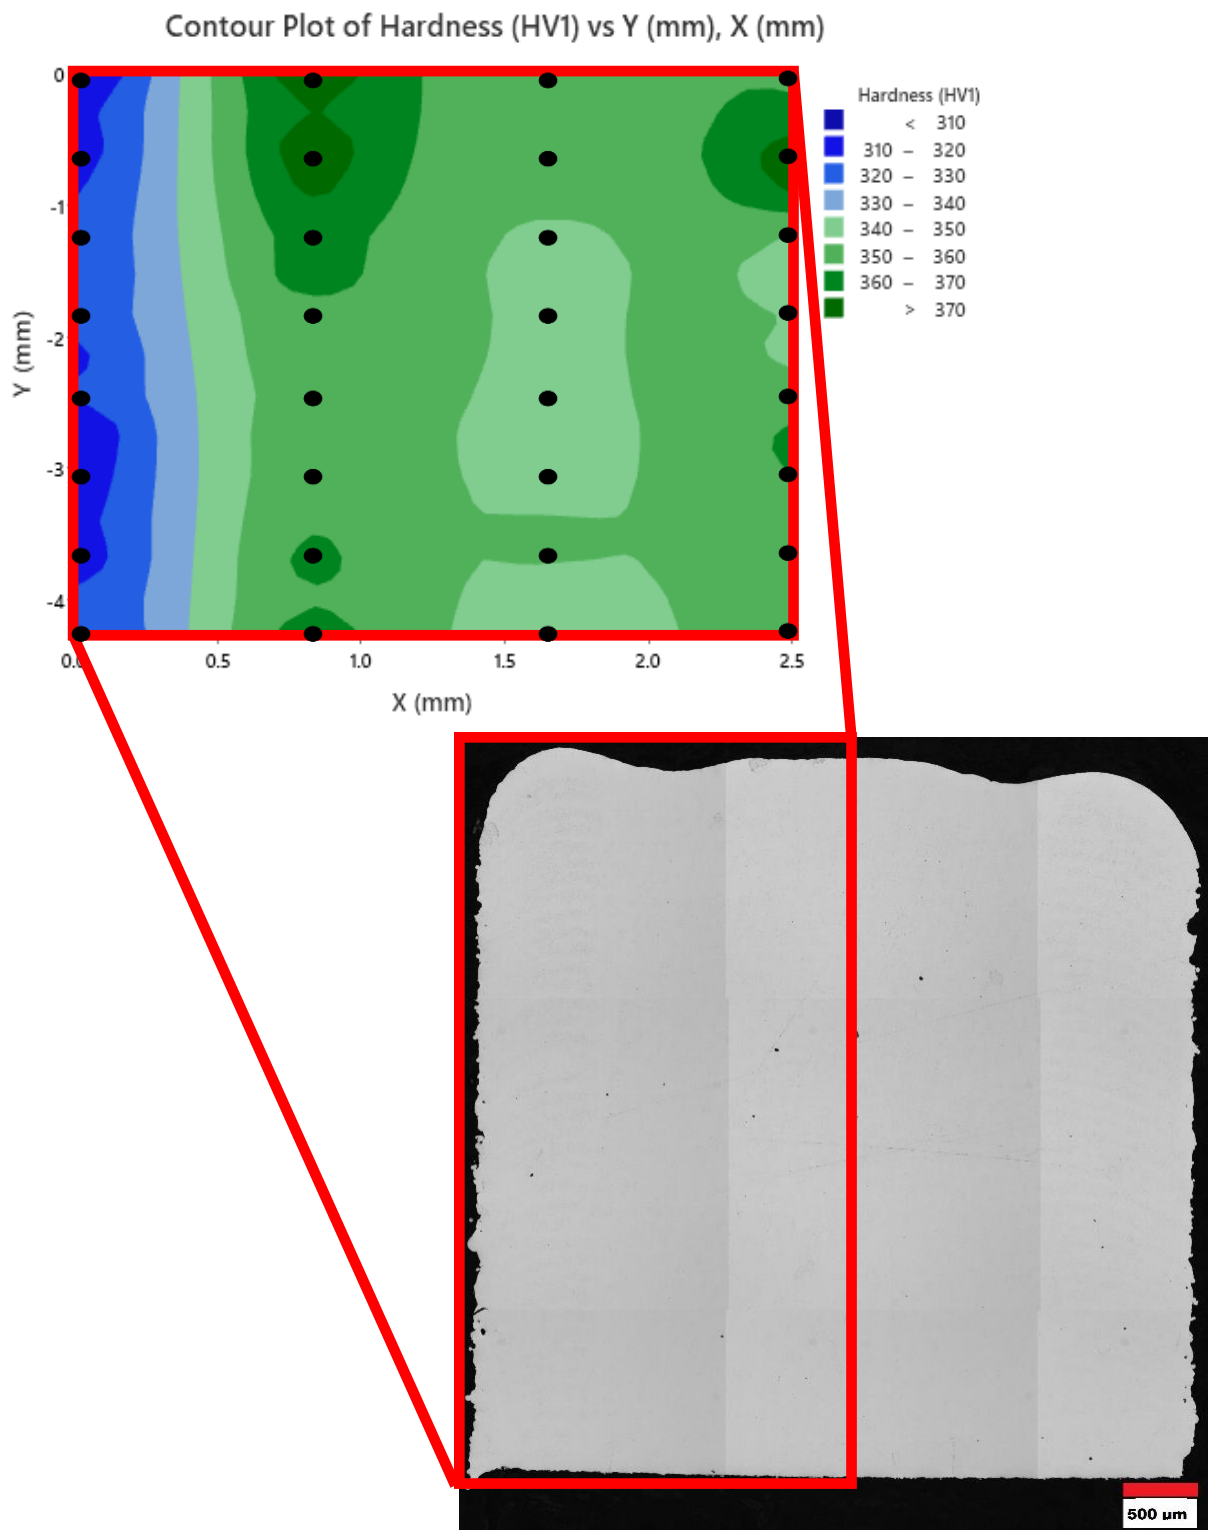 Contour Plot of Hardness (HV1) vs Y (mm), X (mm)
Hardness (HV1)
< 310
310 – 320
320 – 330
330 – 340
340 – 350
350 – 360
360 – 370
> 370
0
-1
-2
-3
-4
Y (mm)
0.0 0.5 1.0 1.5 2.0 2.5
X (mm)
500 µm